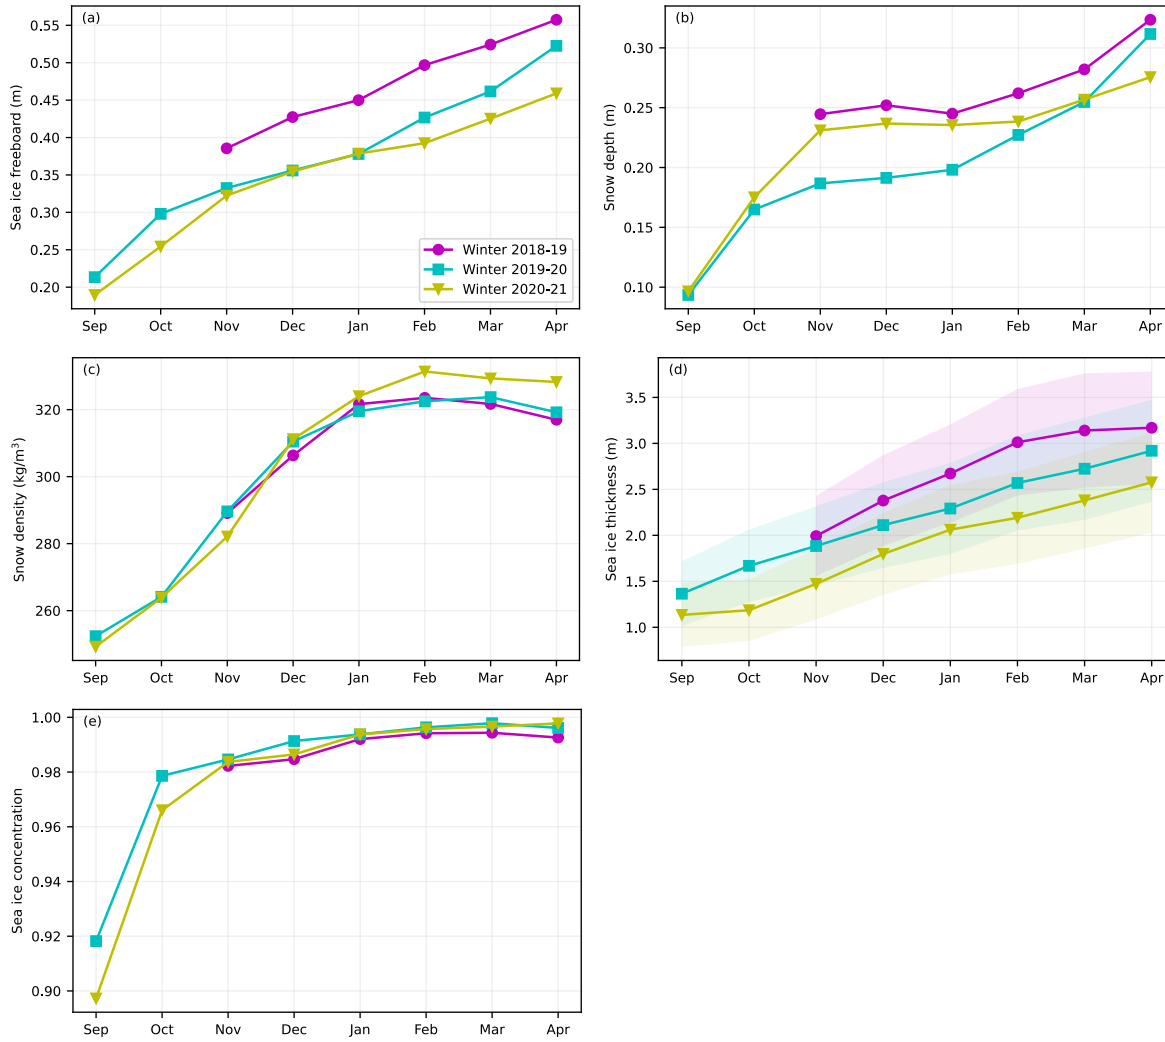 (a)
Sea ice freeboard (m)
0.55
0.50
0.45
0.40
0.35
0.30
0.25
0.20
Winter 2018-19
Winter 2019-20
Winter 2020-21
Sep Oct Nov Dec Jan Feb Mar Apr
(b)
Snow depth (m)
0.30
0.25
0.20
0.15
0.10
Sep Oct Nov Dec Jan Feb Mar Apr
(c)
Snow density (kg/m³)
320
300
280
260
Sep Oct Nov Dec Jan Feb Mar Apr
(d)
Sea ice thickness (m)
3.5
3.0
2.5
2.0
1.5
1.0
Sep Oct Nov Dec Jan Feb Mar Apr
(e)
Sea ice concentration
1.00
0.98
0.96
0.94
0.92
0.90
Sep Oct Nov Dec Jan Feb Mar Apr